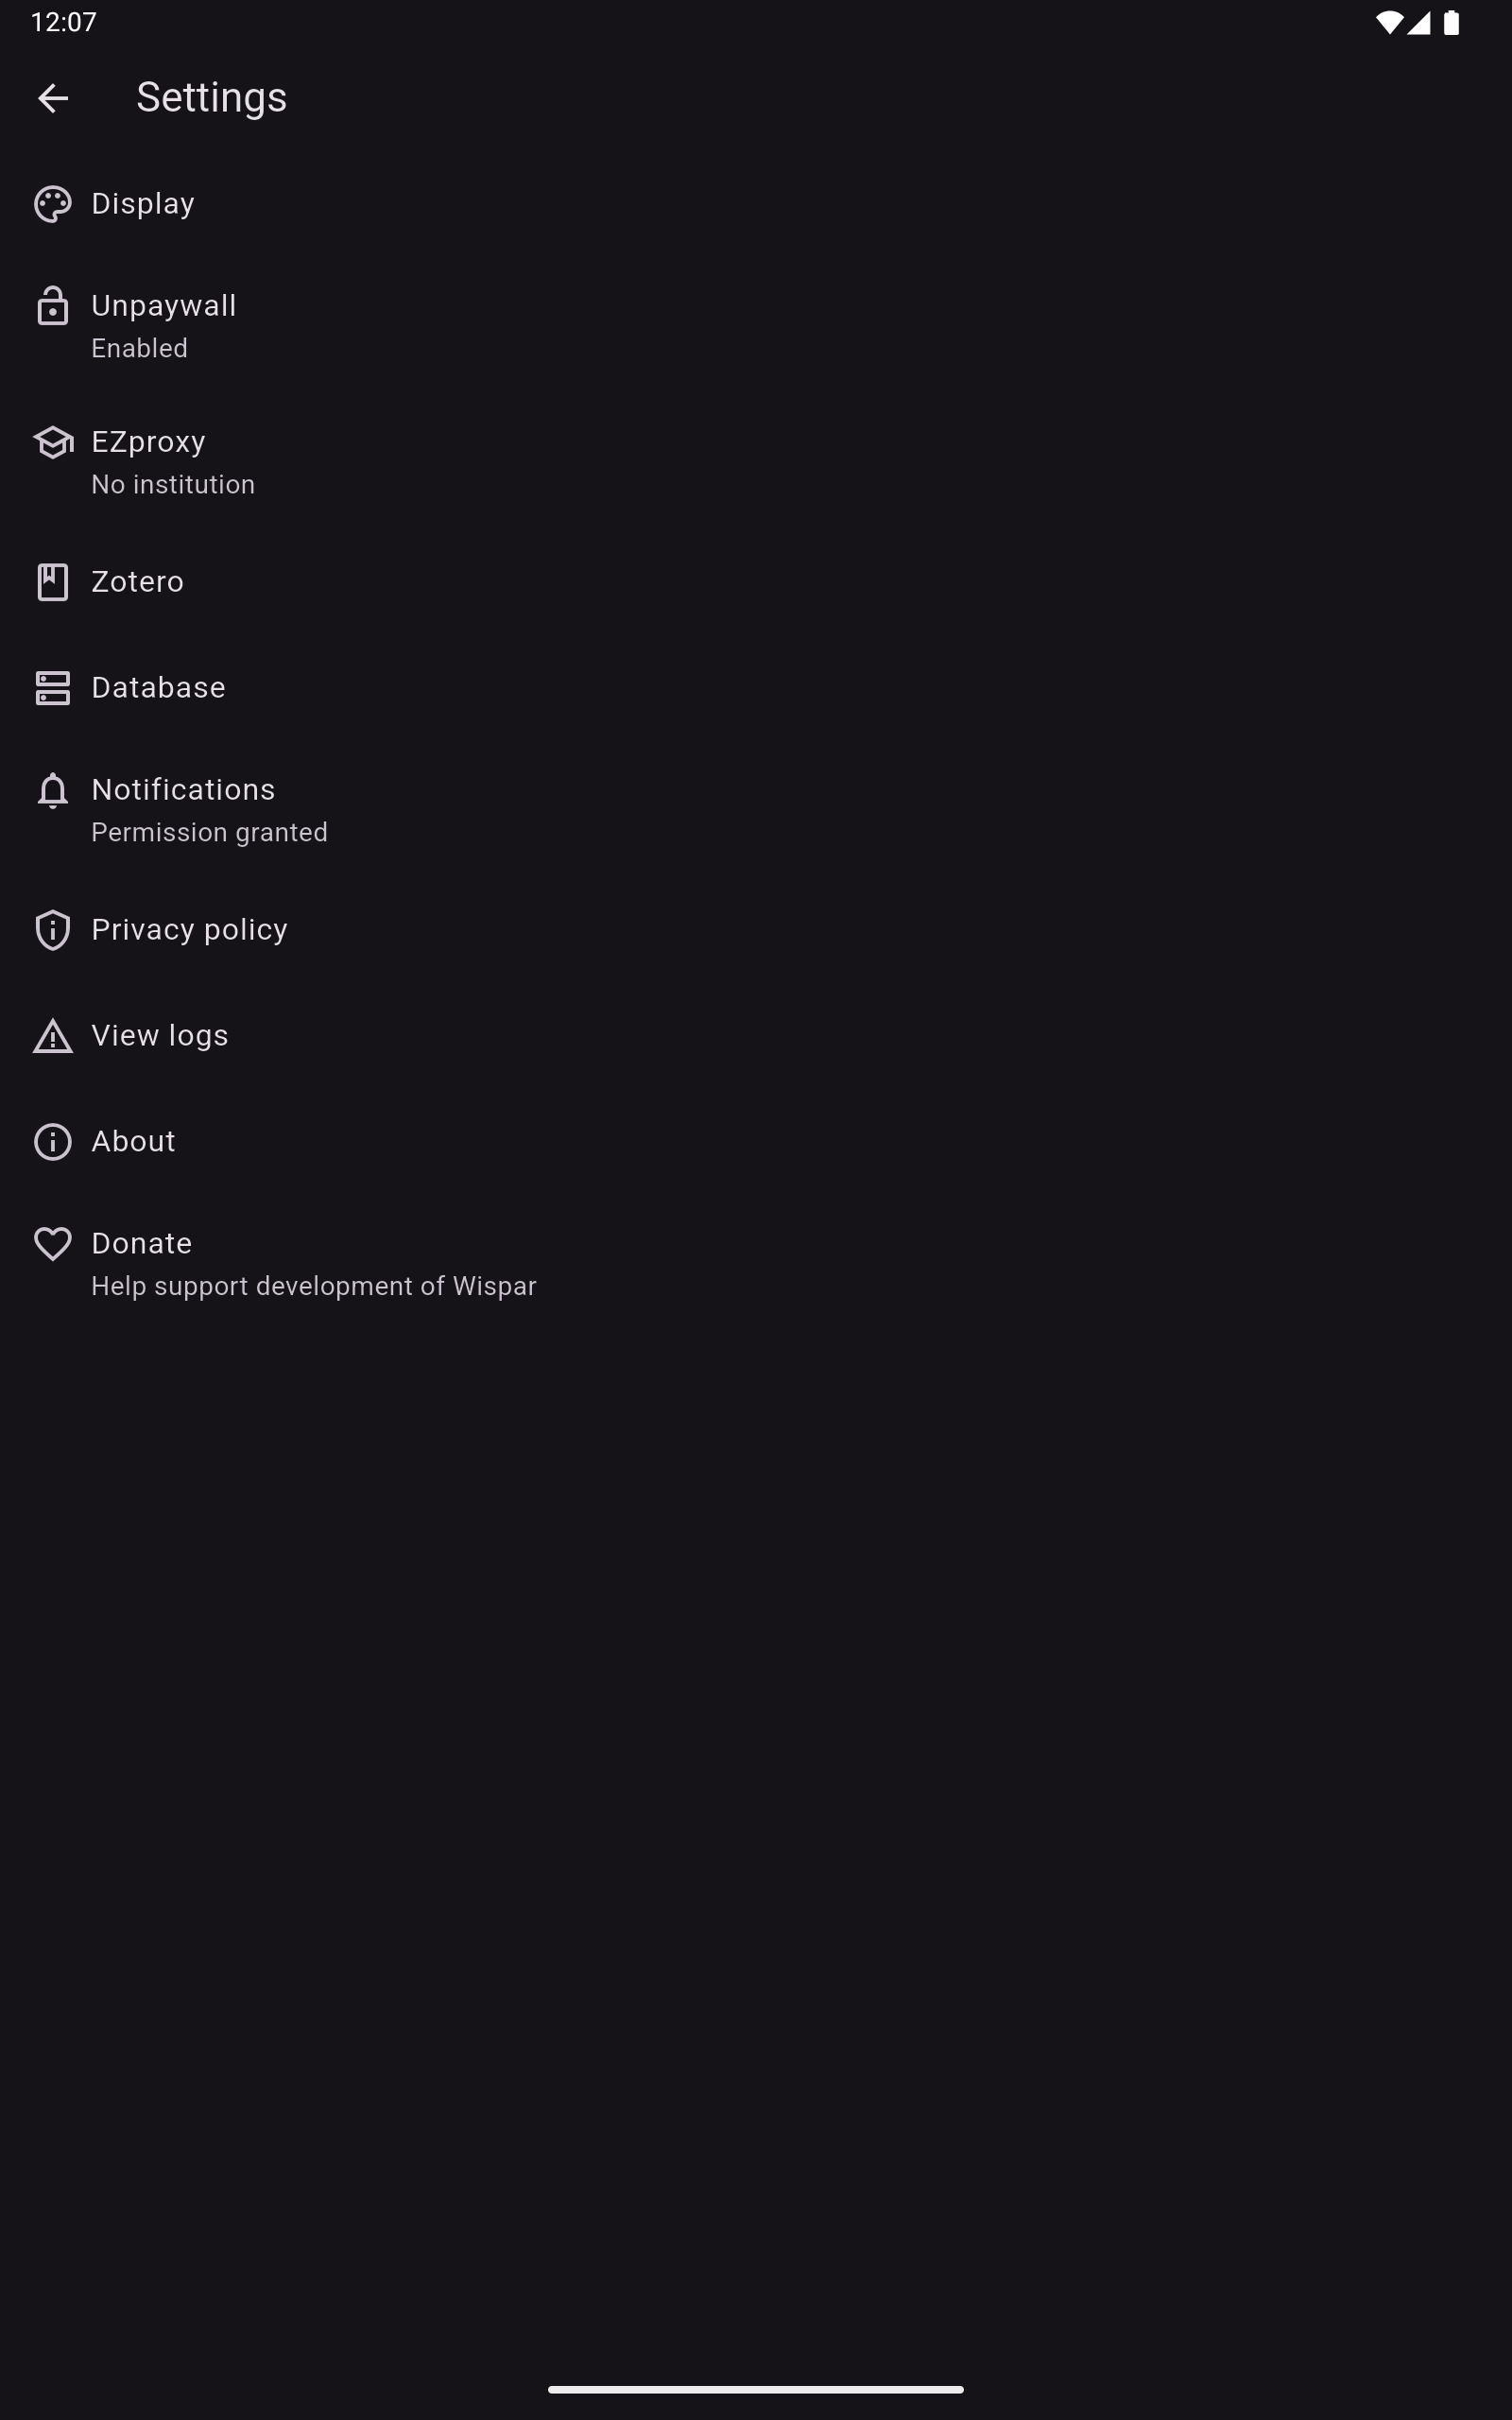 12:07
Settings
Display
Unpaywall
Enabled
EZproxy
No institution
Zotero
Database
Notifications
Permission granted
Privacy policy
View logs
About
Donate
Help support development of Wispar